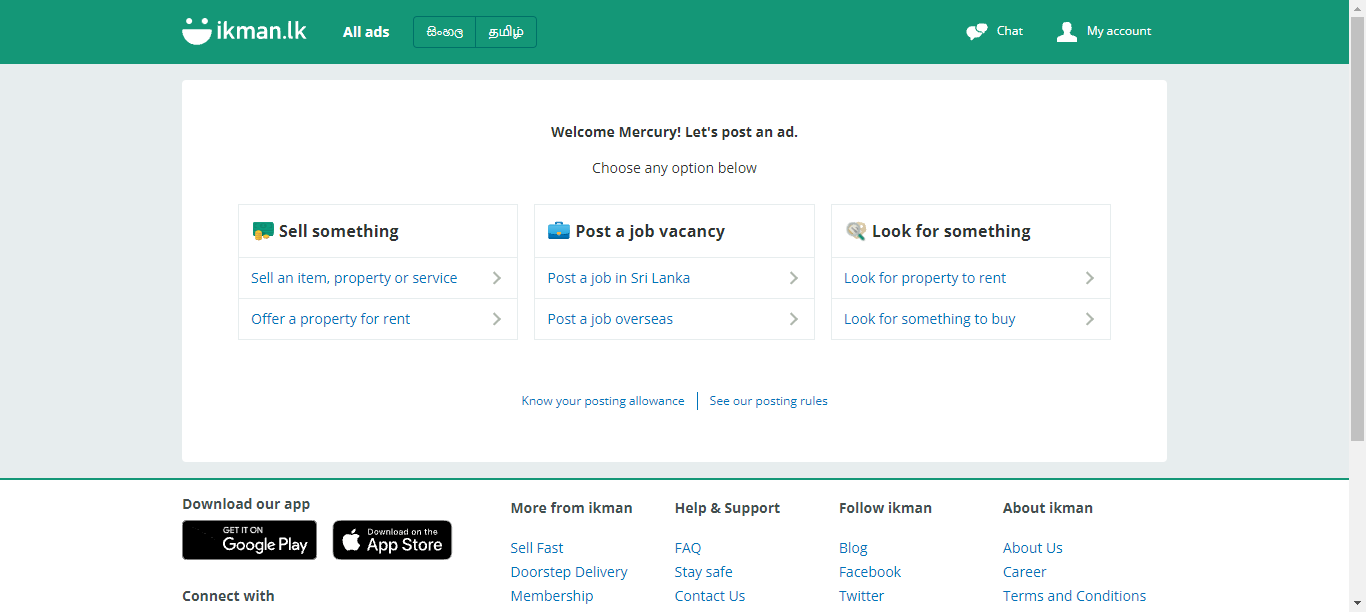 ikman.lk All ads සිංහල தமிழ் Chat My account
Welcome Mercury! Let's post an ad.
Choose any option below
Sell something
Sell an item, property or service
Offer a property for rent
Post a job vacancy
Post a job in Sri Lanka
Post a job overseas
Look for something
Look for property to rent
Look for something to buy
Know your posting allowance See our posting rules
Download our app
GET IT ON
Google Play
Download on the
App Store
Connect with
More from ikman
Sell Fast
Doorstep Delivery
Membership
Help & Support
FAQ
Stay safe
Contact Us
Follow ikman
Blog
Facebook
Twitter
About ikman
About Us
Career
Terms and Conditions